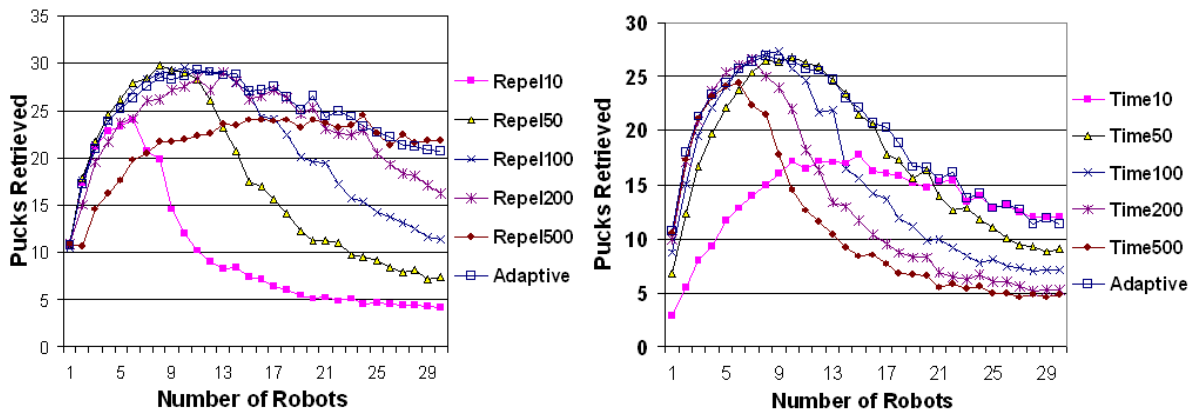 35
30
25
20
15
10
5
0
Pucks Retrieved
1 5 9 13 17 21 25 29
Number of Robots
Repel10
Repel50
Repel100
Repel200
Repel500
Adaptive
30
25
20
15
10
5
0
Pucks Retrieved
1 5 9 13 17 21 25 29
Number of Robots
Time10
Time50
Time100
Time200
Time500
Adaptive